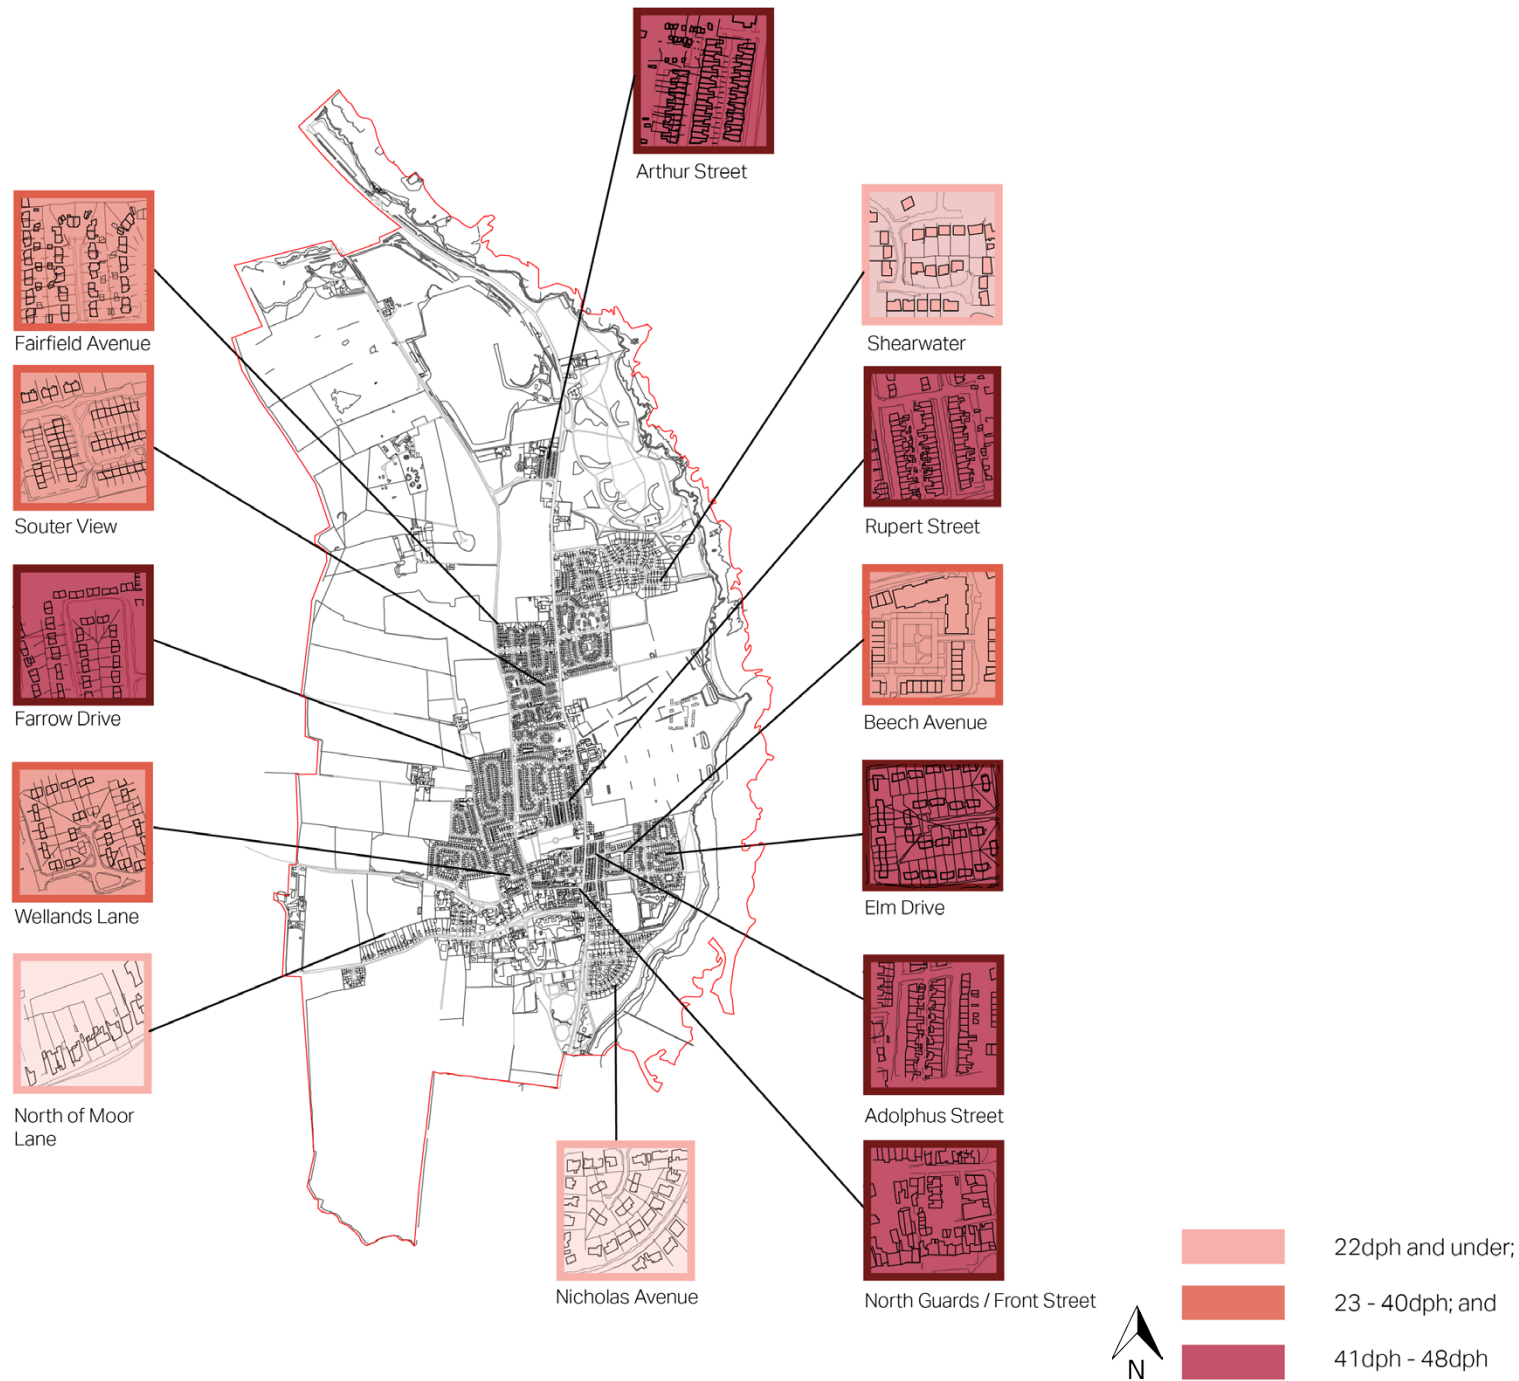 Arthur Street
Fairfield Avenue
Shearwater
Souter View
Rupert Street
Farrow Drive
Beech Avenue
Wellands Lane
Elm Drive
North of Moor
Lane
Adolphus Street
Nicholas Avenue
North Guards / Front Street
N
22dph and under;
23 - 40dph; and
41dph - 48dph